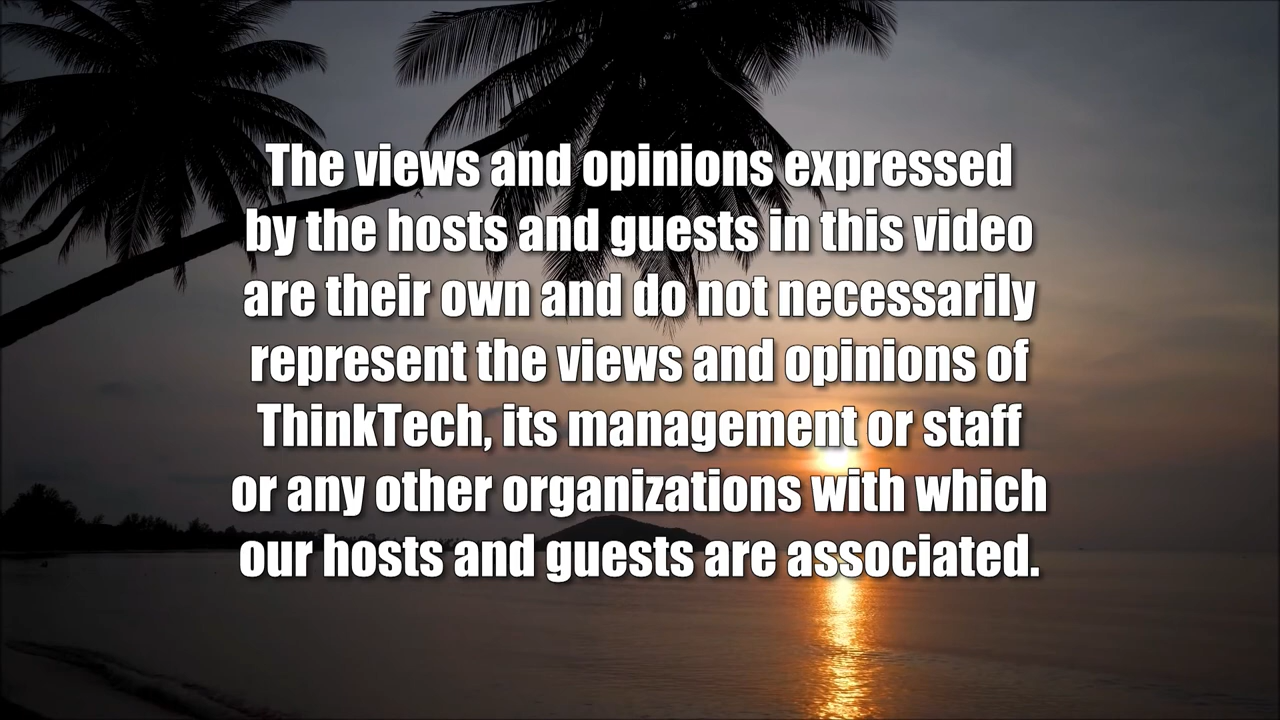 The views and opinions expressed
by the hosts and guests in this video
are their own and do not necessarily
represent the views and opinions of
ThinkTech, its management or staff
or any other organizations with which
our hosts and guests are associated.